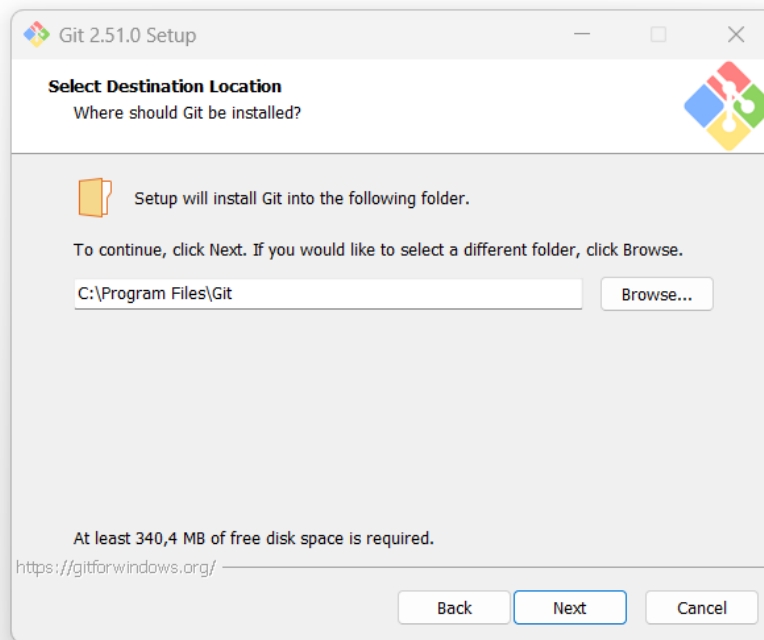 Git 2.51.0 Setup
Select Destination Location
Where should Git be installed?
Setup will install Git into the following folder.
To continue, click Next. If you would like to select a different folder, click Browse.
C:\Program Files\Git
Browse...
At least 340,4 MB of free disk space is required.
https://gitforwindows.org/
Back
Next
Cancel